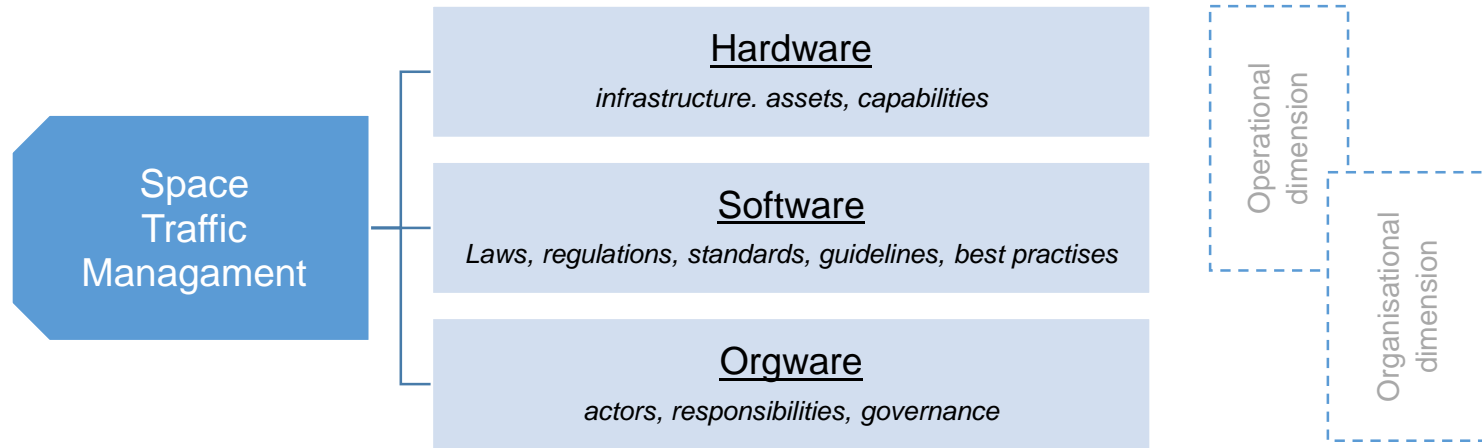 Space
Traffic
Managament
Hardware
infrastructure. assets, capabilities
Software
Laws, regulations, standards, guidelines, best practises
Orgware
actors, responsibilities, governance
Operational
dimension
Organisational
dimension